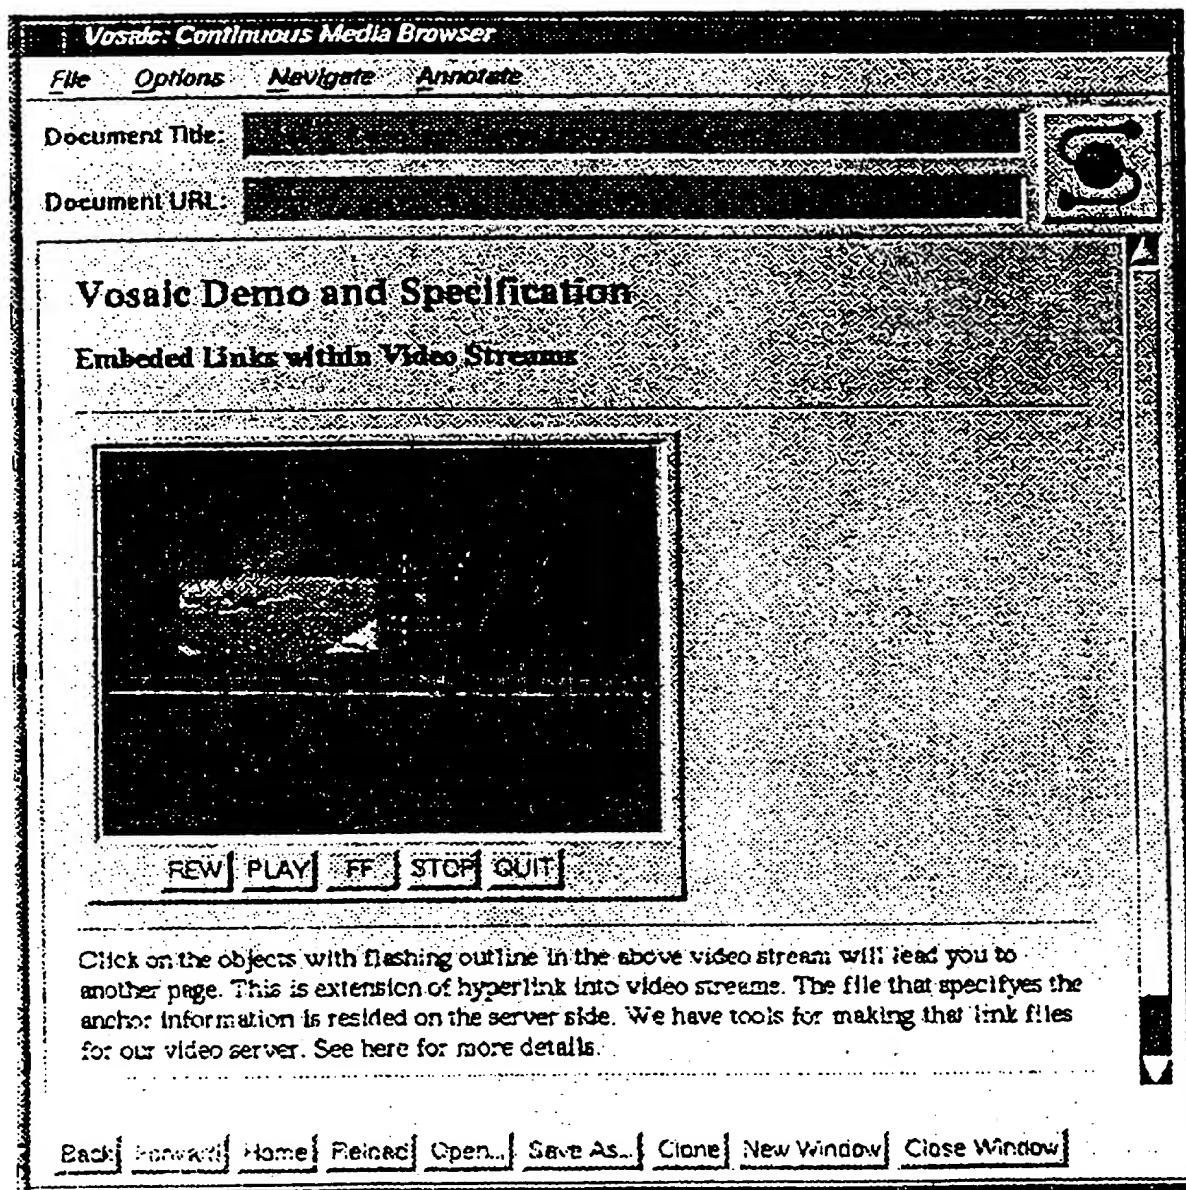 Vosaic: Continuous Media Browser
File Options Navigate Annotate
Document Title:
Document URL:
Vosaic Demo and Specification
Embeded Links within Video Streams
REW PLAY FF STOP QUIT
Click on the objects with flashing outline in the above video stream will lead you to
another page. This is extension of hyperlink into video streams. The file that specifyes the
anchor information is resided on the server side. We have tools for making that link files
for our video server. See here for more details.
Back Forward Home Reload Open... Save As... Clone New Window Close Window